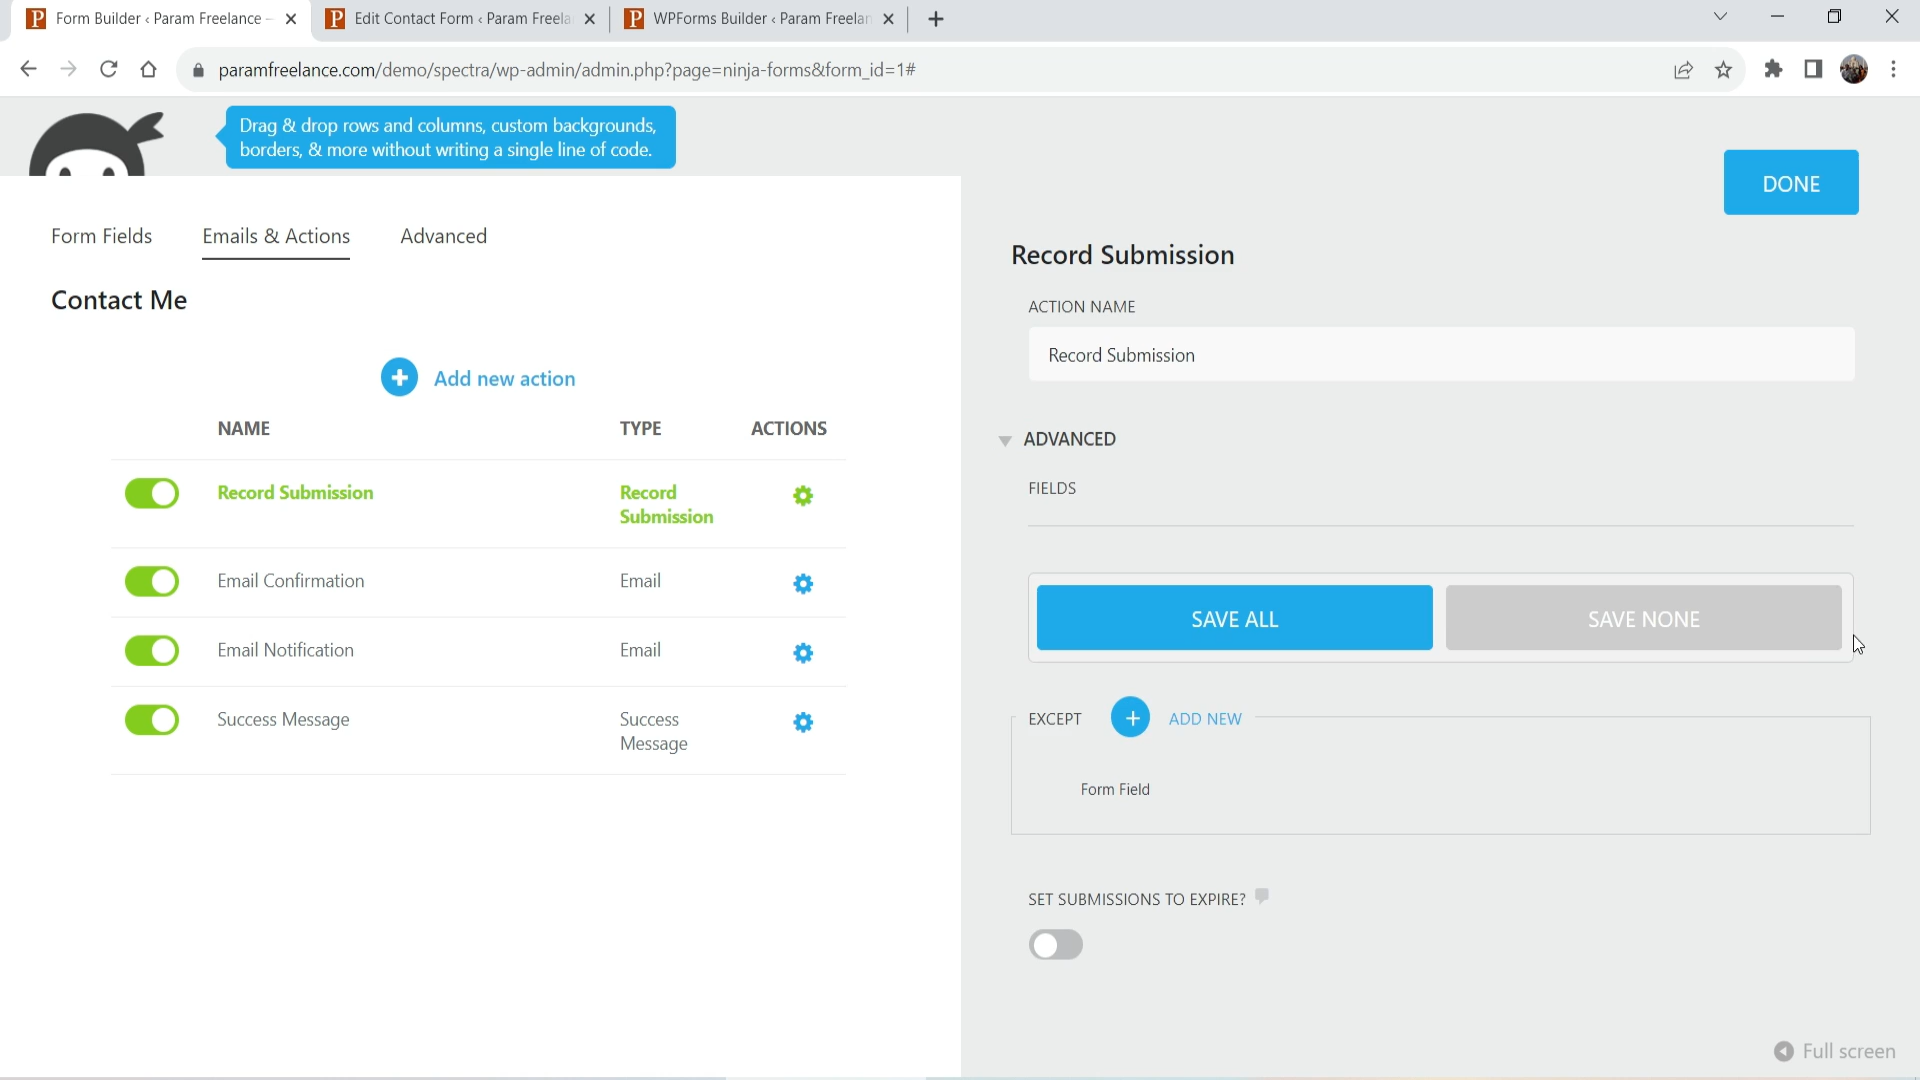 Form Builder ‹ Param Freelance –
Edit Contact Form ‹ Param Freela
WPForms Builder ‹ Param Freelan
paramfreelance.com/demo/spectra/wp-admin/admin.php?page=ninja-forms&form_id=1#
Drag & drop rows and columns, custom backgrounds,
borders, & more without writing a single line of code.
DONE
Form Fields
Emails & Actions
Advanced
Contact Me
Add new action
NAME
TYPE
ACTIONS
Record Submission
Record
Submission
Email Confirmation
Email
Email Notification
Email
Success Message
Success
Message
Record Submission
ACTION NAME
Record Submission
ADVANCED
FIELDS
SAVE ALL
SAVE NONE
EXCEPT
ADD NEW
Form Field
SET SUBMISSIONS TO EXPIRE?
Full screen